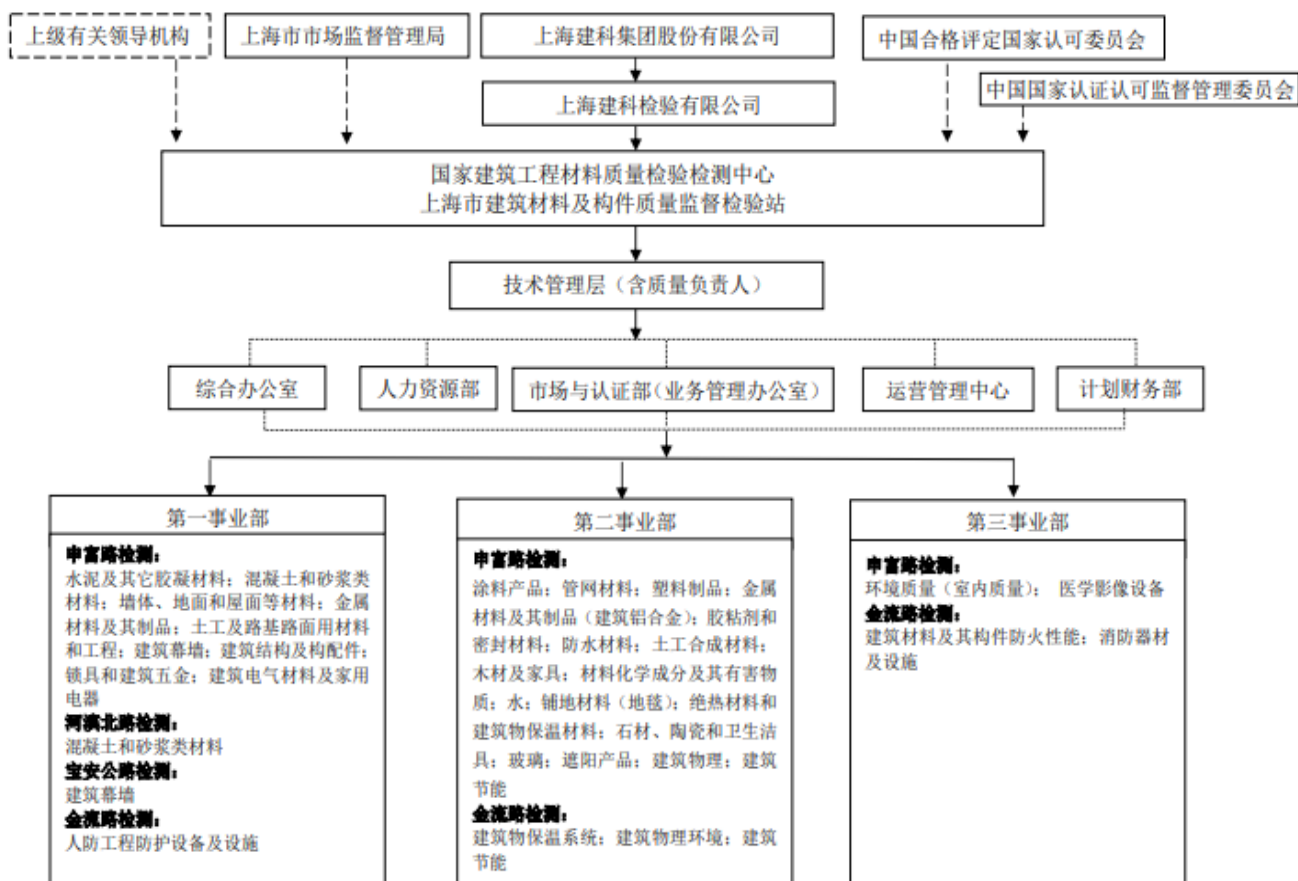 上级有关领导机构
上海市市场监督管理局
上海建科集团股份有限公司
中国合格评定国家认可委员会
上海建科检验有限公司
中国国家认证认可监督管理委员会
国家建筑工程材料质量检验检测中心
上海市建筑材料及构件质量监督检验站
技术管理层（含质量负责人）
综合办公室
人力资源部
市场与认证部（业务管理办公室）
运营管理中心
计划财务部
第一事业部
申富路检测：
水泥及其它胶凝材料；混凝土和砂浆类
材料；墙体、地面和屋面等材料；金属
材料及其制品；土工及路基路面用材料
和工程；建筑幕墙；建筑结构及构配件；
锁具和建筑五金；建筑电气材料及家用
电器
河滨北路检测：
混凝土和砂浆类材料
宝安公路检测：
建筑幕墙
金流路检测：
人防工程防护设备及设施
第二事业部
申富路检测：
涂料产品；管网材料；塑料制品；金属
材料及其制品（建筑铝合金）；胶粘剂和
密封材料；防水材料；土工合成材料；
木材及家具；材料化学成分及其有害物
质；水；铺地材料（地毯）；绝热材料和
建筑物保温材料；石材、陶瓷和卫生洁
具；玻璃；遮阳产品；建筑物理；建筑
节能
金流路检测：
建筑物保温系统；建筑物理环境；建筑
节能
第三事业部
申富路检测：
环境质量（室内质量）； 医学影像设备
金流路检测：
建筑材料及其构件防火性能；消防器材
及设施